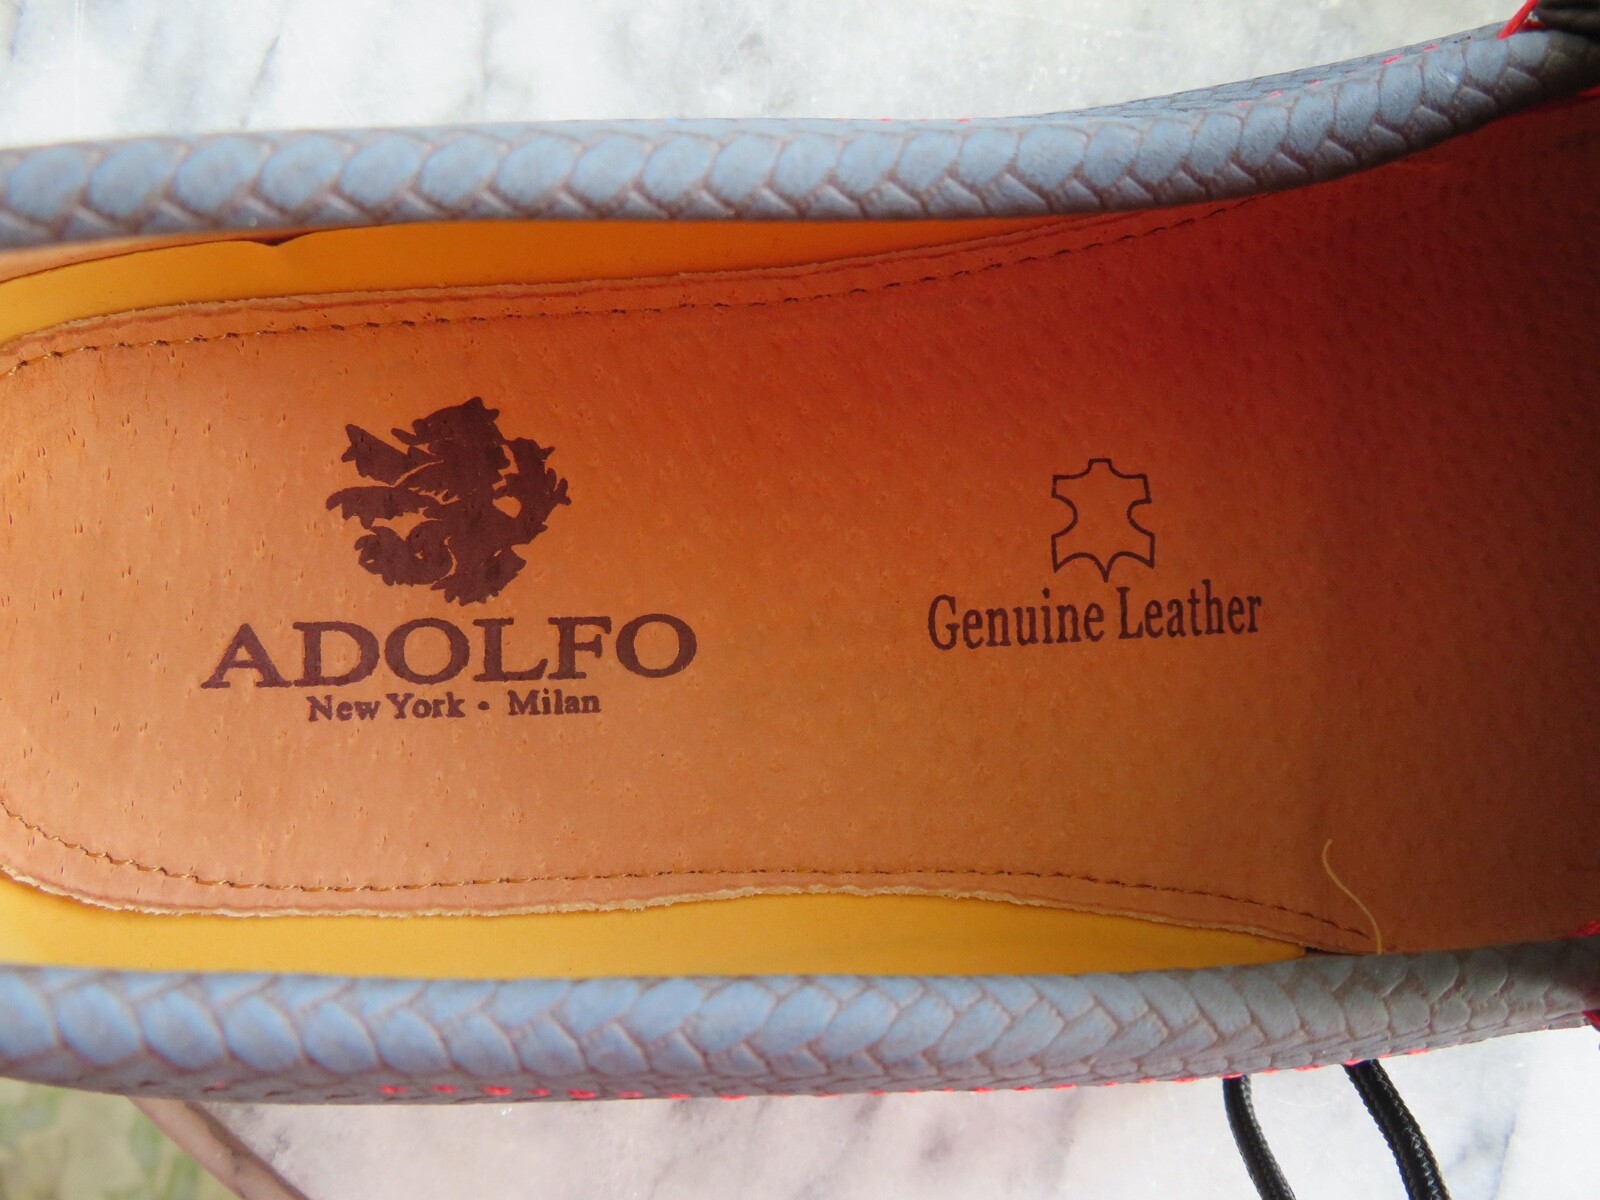 ADOLFO
New York • Milan
Genuine Leather